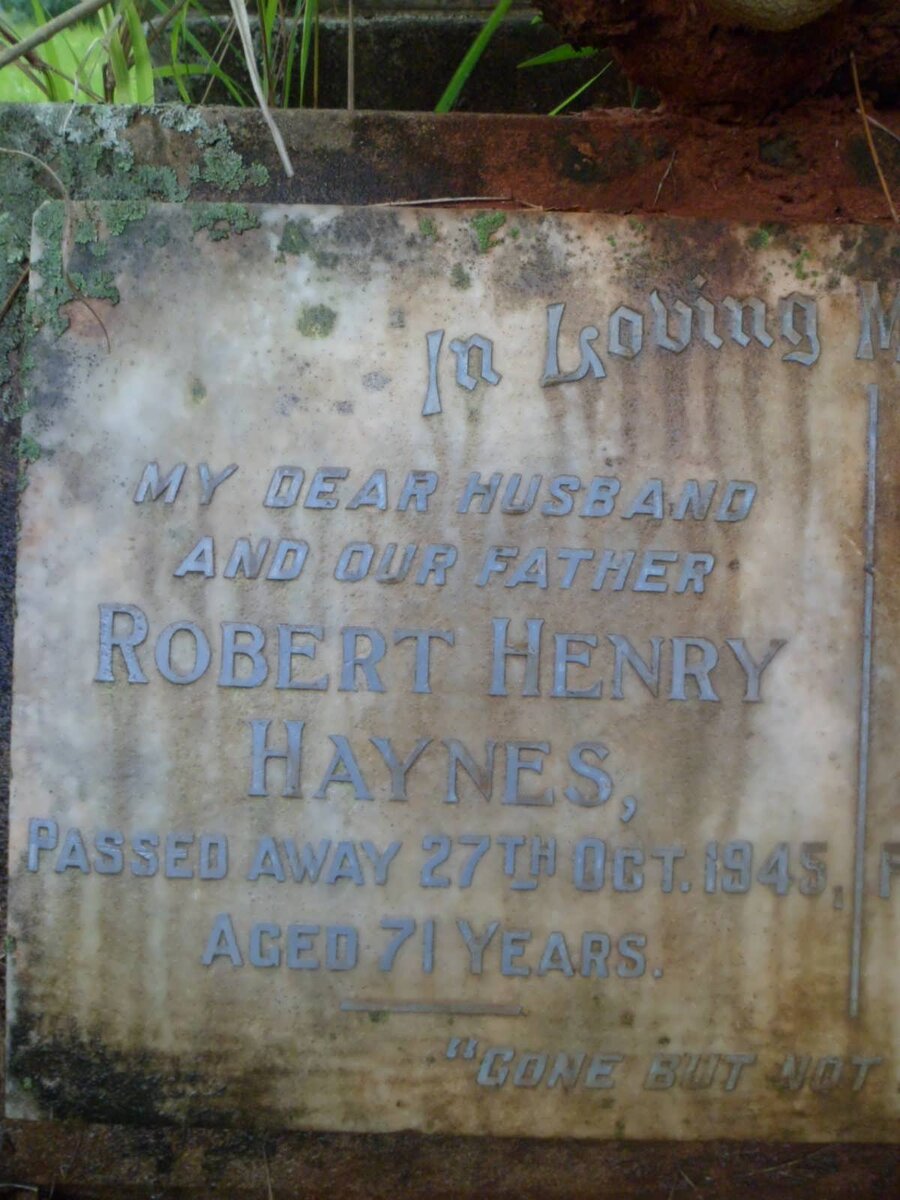 In Loving M
MY DEAR HUSBAND
AND OUR FATHER
ROBERT HENRY
HAYNES,
PASSED AWAY 27TH OCT. 1945,
AGED 71 YEARS.
"GONE BUT NOT